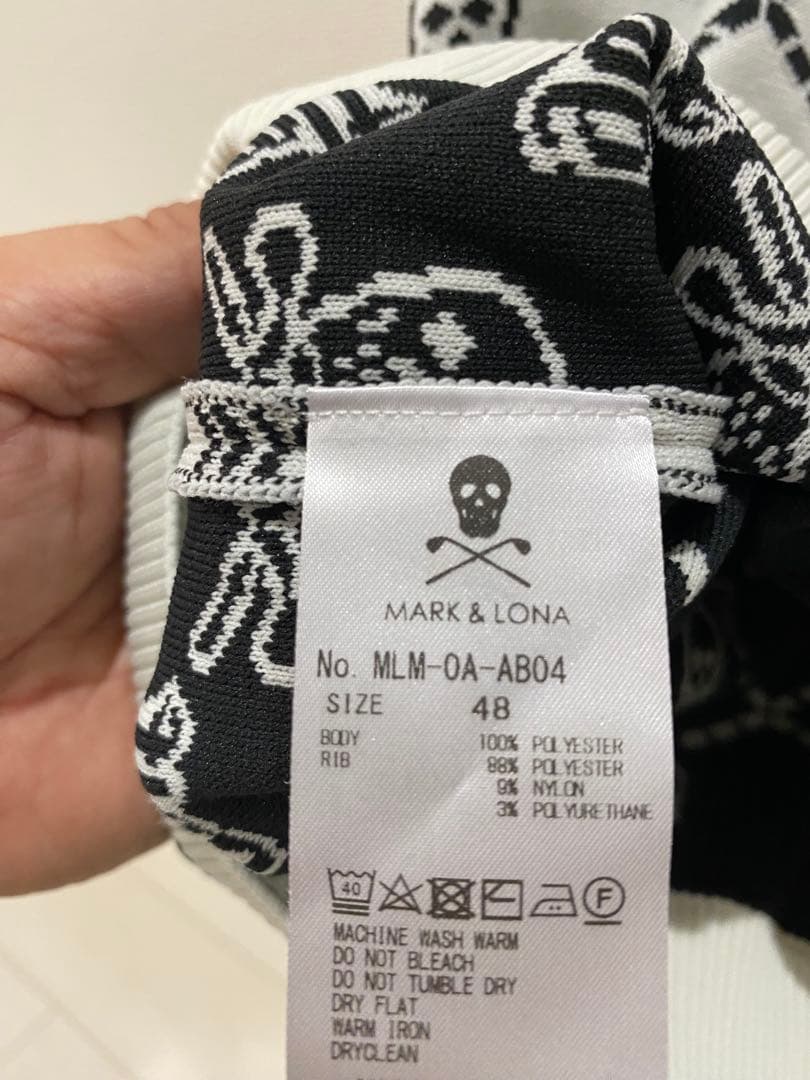 MARK & LONA
No. MLM-0A-AB04
SIZE 48
BODY 100% POLYESTER
RIB 88% POLYESTER
9% NYLON
3% POLYURETHANE
40 F
MACHINE WASH WARM
DO NOT BLEACH
DO NOT TUMBLE DRY
DRY FLAT
WARM IRON
DRYCLEAN